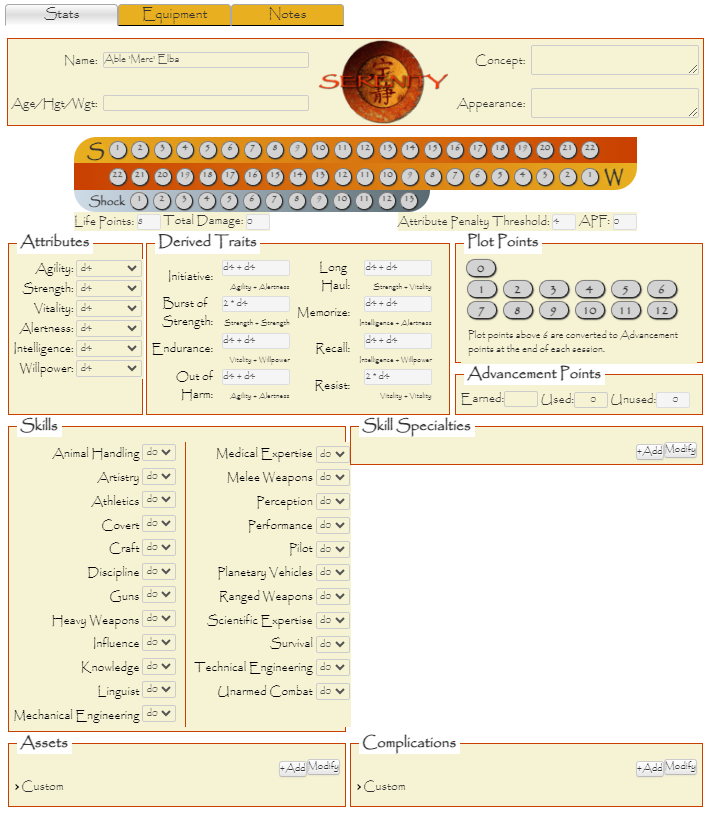 Stats Equipment Notes
Name: Able 'Merc' Elba
Concept:
宁静
SERENITY
Age/Hgt/Wgt:
Appearance:
S 1 2 3 4 5 6 7 8 9 10 11 12 13 14 15 16 17 18 19 20 21 22
22 21 20 19 18 17 16 15 14 13 12 11 10 9 8 7 6 5 4 3 2 1 W
Shock 1 2 3 4 5 6 7 8 9 10 11 12 13
Life Points: 8 Total Damage: 0 Attribute Penalty Threshold: 4 APF: 0
Attributes
Agility: d4
Strength: d4
Vitality: d4
Alertness: d4
Intelligence: d4
Willpower: d4
Derived Traits
Initiative: d4 + d4
Agility + Alertness
Burst of Strength: 2 * d4
Strength + Strength
Endurance: d4 + d4
Vitality + Willpower
Out of Harm: d4 + d4
Agility + Alertness
Long Haul: d4 + d4
Strength + Vitality
Memorize: d4 + d4
Intelligence + Alertness
Recall: d4 + d4
Intelligence + Willpower
Resist: 2 * d4
Vitality + Vitality
Plot Points
0
1 2 3 4 5 6
7 8 9 10 11 12
Plot points above 6 are converted to Advancement
points at the end of each session.
Advancement Points
Earned: Used: 0 Unused: 0
Skills
Animal Handling d0
Artistry d0
Athletics d0
Covert d0
Craft d0
Discipline d0
Guns d0
Heavy Weapons d0
Influence d0
Knowledge d0
Linguist d0
Mechanical Engineering d0
Medical Expertise d0
Melee Weapons d0
Perception d0
Performance d0
Pilot d0
Planetary Vehicles d0
Ranged Weapons d0
Scientific Expertise d0
Survival d0
Technical Engineering d0
Unarmed Combat d0
Skill Specialties
+Add Modify
Assets
+Add Modify
> Custom
Complications
+Add Modify
> Custom